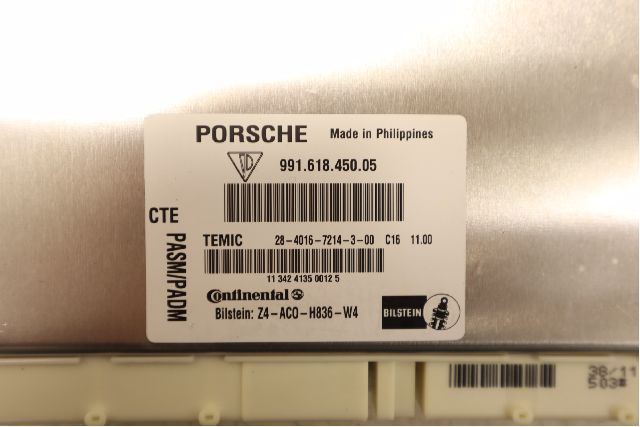 PORSCHE Made in Philippines
991.618.450.05
CTE
PASM/PADM
TEMIC 28-4016-7214-3-00 C16 11.00
11 342 4135 0012 5
Continental
Bilstein: Z4-ACO-H836-W4
BILSTEIN
38/11
503#